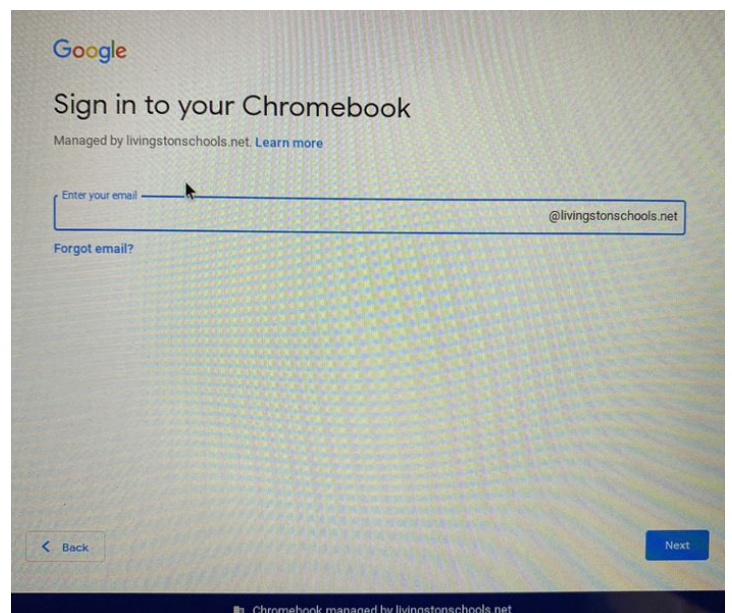 Google
Sign in to your Chromebook
Managed by livingstonschools.net. Learn more
Enter your email
@livingstonschools.net
Forgot email?
Back
Next
Chromebook managed by livingstonschools.net